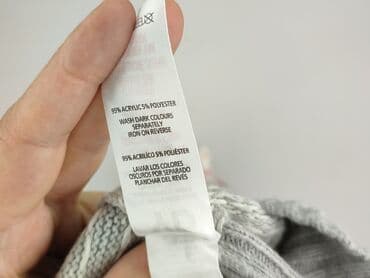 95% ACRYLIC 5% POLYESTER
WASH DARK COLOURS
SEPARATELY
IRON ON REVERSE
95% ACRÍLICO 5% POLIÉSTER
LAVAR LOS COLORES
OSCUROS POR SEPARADO
PLANCHAR DEL REVÉS